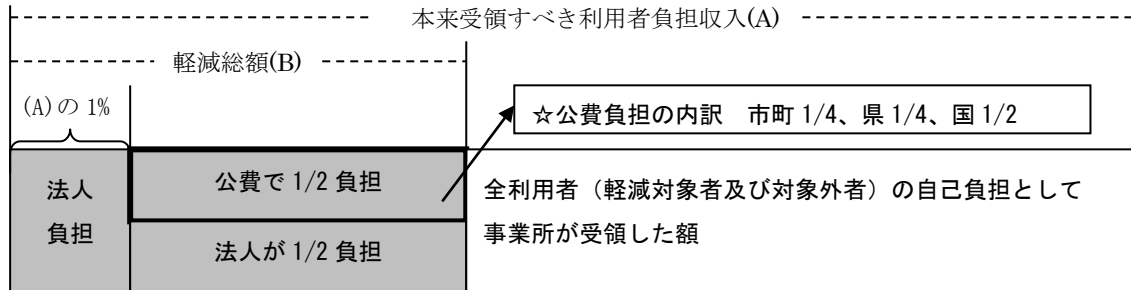 本来受領すべき利用者負担収入(A)
軽減総額(B)
(A)の 1%
☆公費負担の内訳 市町 1/4、県 1/4、国 1/2
法人
負担
公費で 1/2 負担
法人が 1/2 負担
全利用者(軽減対象者及び対象外者)の自己負担として
事業所が受領した額